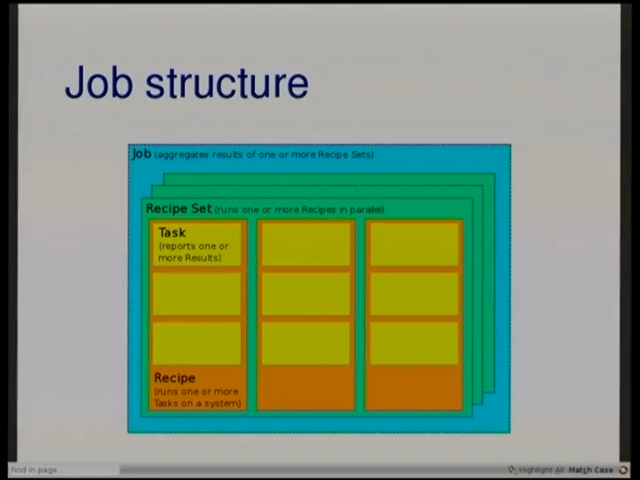 Job structure
Job (aggregates results of one or more Recipe Sets)
Recipe Set (runs one or more Recipes in parallel)
Task
(reports one or
more Results)
Recipe
(runs one or more
Tasks on a system)
Find in page
Highlight All Match Case